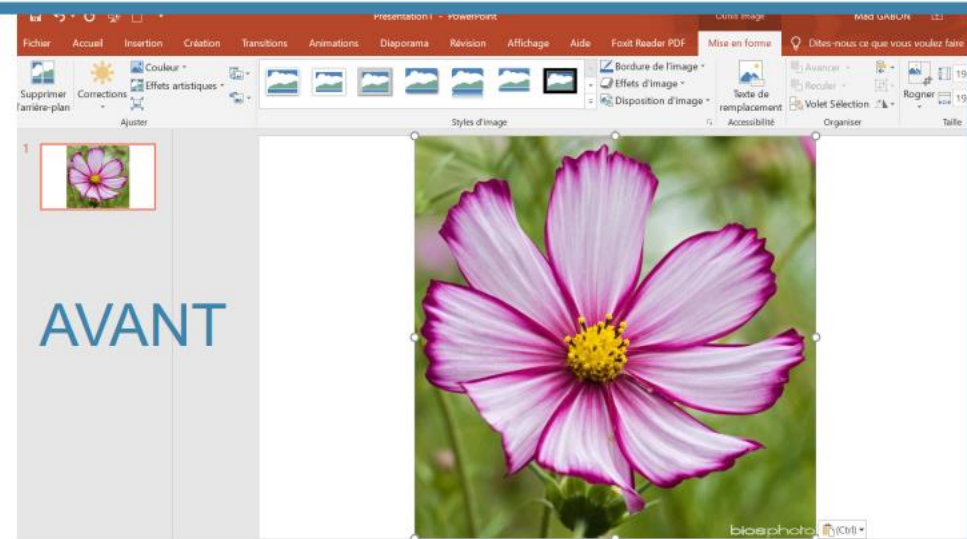 Présentation1 - PowerPoint
Outils Image
Mad GABON
Fichier Accueil Insertion Création Transitions Animations Diaporama Révision Affichage Aide Foxit Reader PDF Mise en forme Dites-nous ce que vous voulez faire
Supprimer
l'arrière-plan
Corrections
Couleur
Effets artistiques
Ajuster
Styles d'image
Bordure de l'image
Effets d'image
Disposition d'image
Texte de
remplacement
Accessibilité
Avancer
Reculer
Volet Sélection
Organiser
Rogner
19
19
Taille
1
AVANT
biosphoto
(Ctrl)